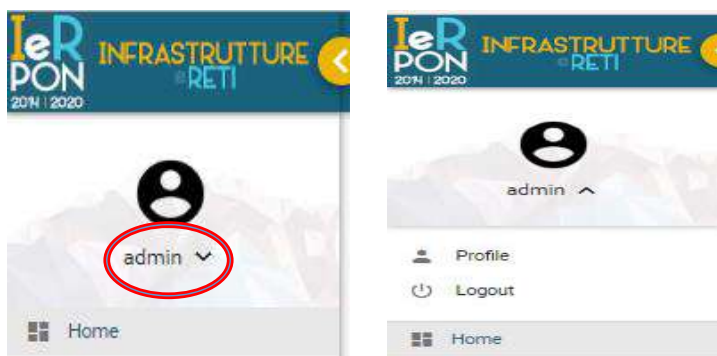 IeR
PON
2014 | 2020
INFRASTRUTTURE
e RETI
admin
Home
IeR
PON
2014 | 2020
INFRASTRUTTURE
e RETI
admin
Profile
Logout
Home